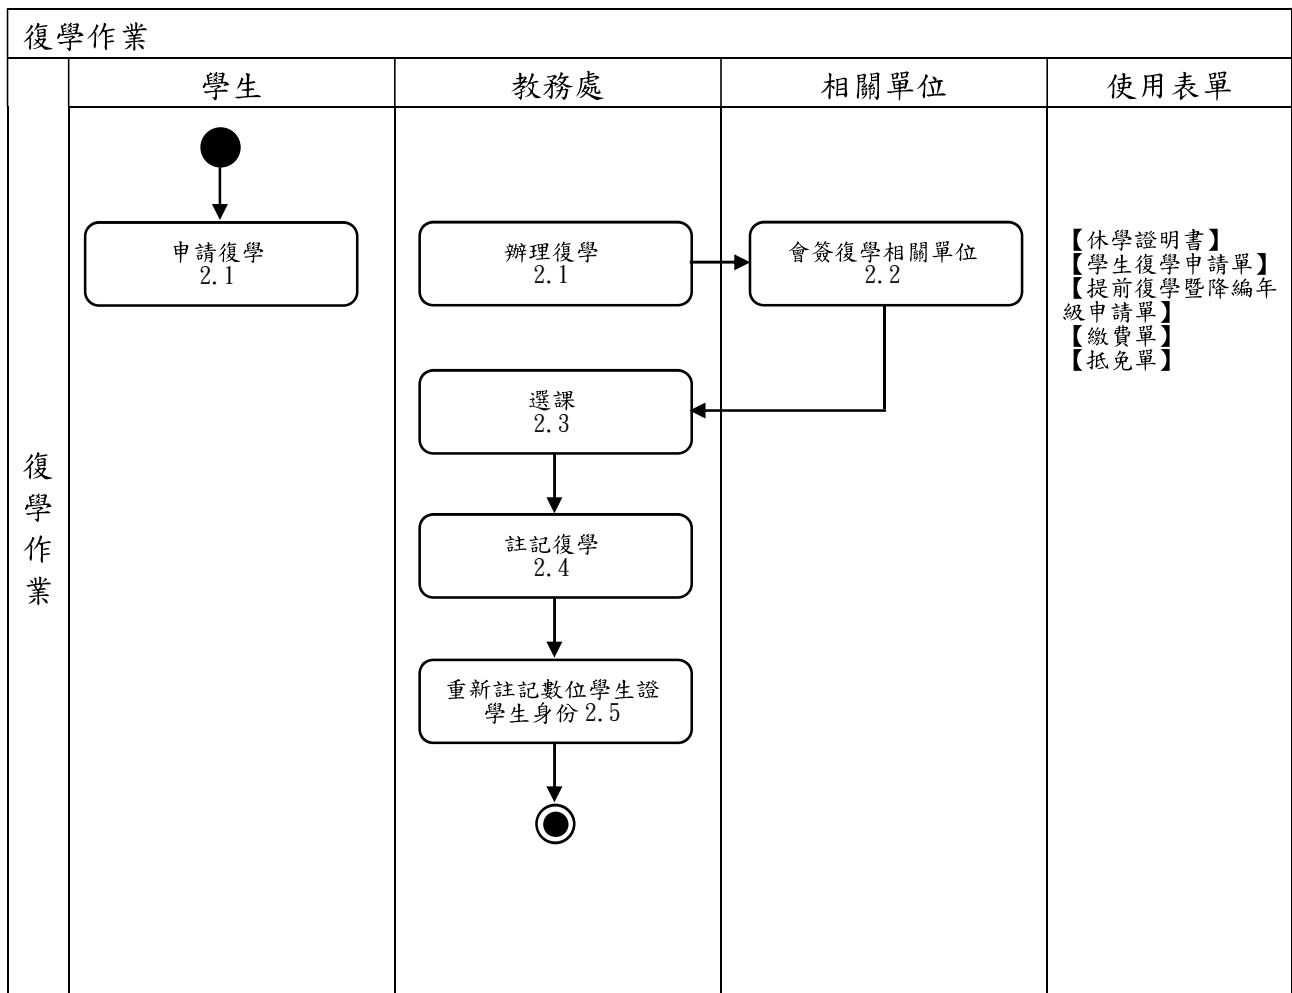 復學作業
學生
教務處
相關單位
使用表單
復
學
作
業
申請復學
2.1
辦理復學
2.1
會簽復學相關單位
2.2
【休學證明書】
【學生復學申請單】
【提前復學暨降編年
級申請單】
【繳費單】
【抵免單】
選課
2.3
註記復學
2.4
重新註記數位學生證
學生身份 2.5